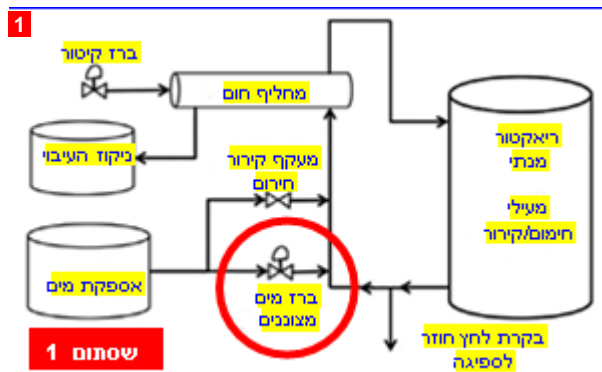 1
ברז קיטור
מחליף חום
ריאקטור
מנתי
מעילי
חימום/קירור
ניקוז העיבוי
מעקף קירור
חירום
אספקת מים
ברז מים
מצוננים
שסתום 1
בקרת לחץ חוזר
לספיגה